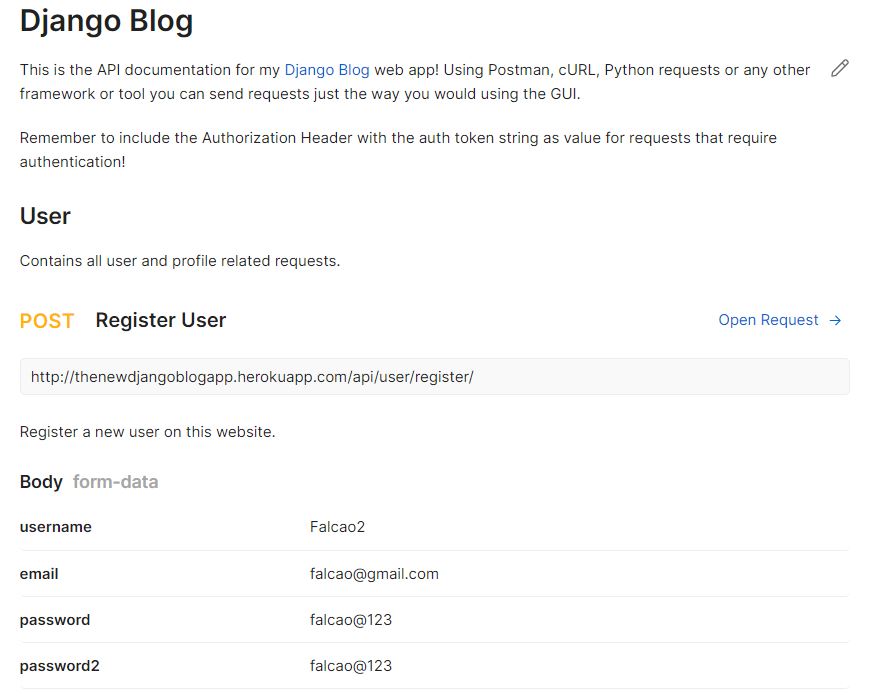 Django Blog
This is the API documentation for my Django Blog web app! Using Postman, cURL, Python requests or any other
framework or tool you can send requests just the way you would using the GUI.
Remember to include the Authorization Header with the auth token string as value for requests that require
authentication!
User
Contains all user and profile related requests.
POST Register User Open Request →
http://thenewdjangoblogapp.herokuapp.com/api/user/register/
Register a new user on this website.
Body form-data
username Falcao2
email falcao@gmail.com
password falcao@123
password2 falcao@123